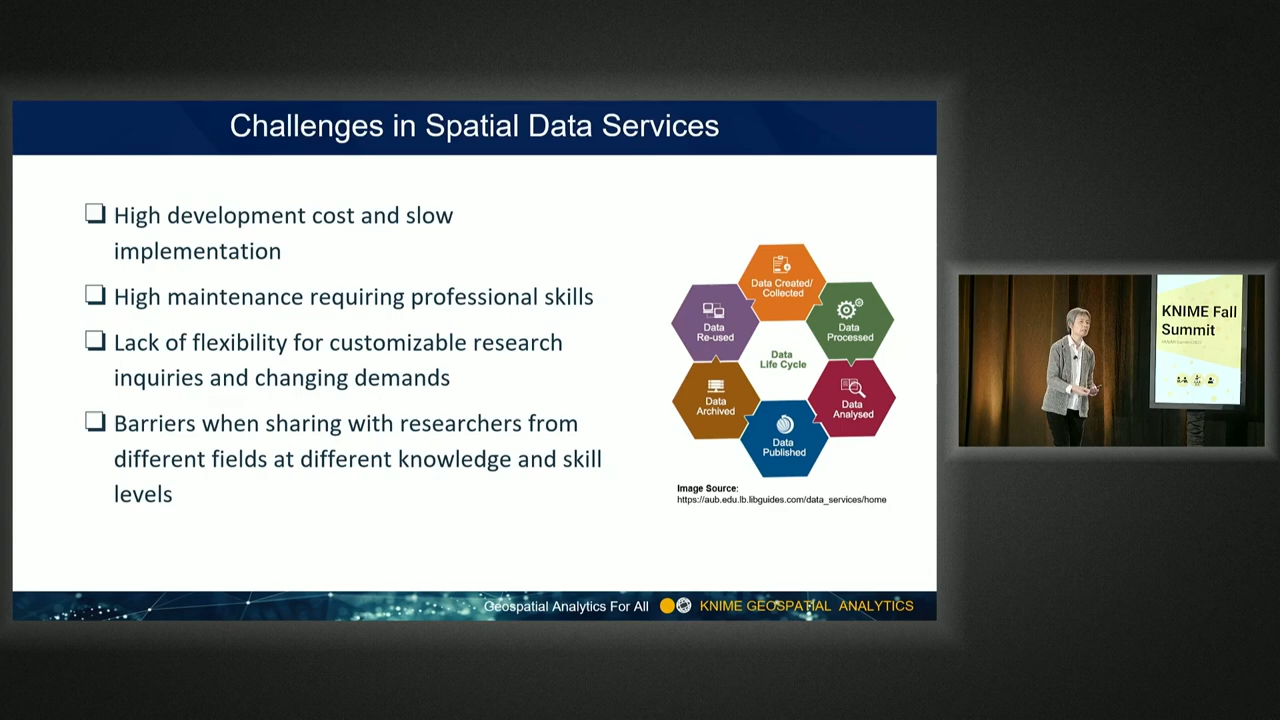 Challenges in Spatial Data Services
High development cost and slow
implementation
High maintenance requiring professional skills
Lack of flexibility for customizable research
inquiries and changing demands
Barriers when sharing with researchers from
different fields at different knowledge and skill
levels
Data Created/
Collected
Data
Processed
Data
Analysed
Data
Published
Data
Archived
Data
Re-used
Data
Life Cycle
Image Source:
https://aub.edu.lb.libguides.com/data_services/home
Geospatial Analytics For All
KNIME GEOSPATIAL ANALYTICS
KNIME Fall
Summit